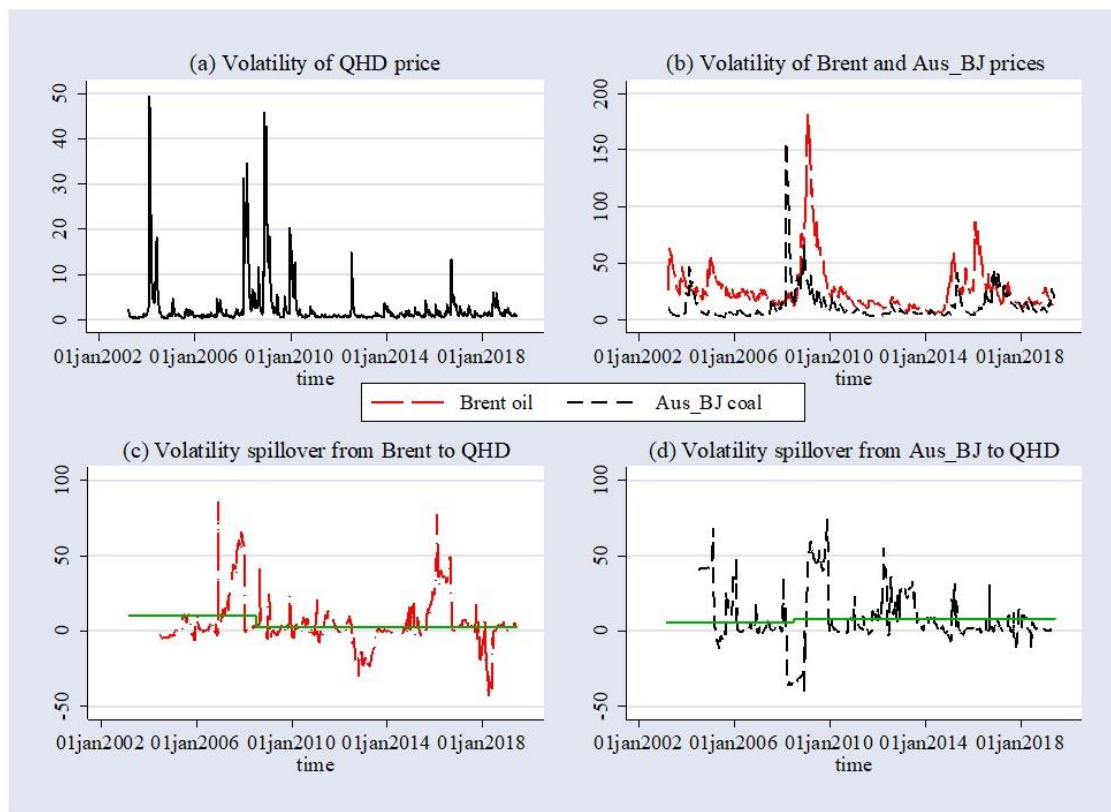 (a) Volatility of QHD price
50
40
30
20
10
0
01jan2002 01jan2006 01jan2010 01jan2014 01jan2018
time
(b) Volatility of Brent and Aus_BJ prices
200
150
100
50
0
01jan2002 01jan2006 01jan2010 01jan2014 01jan2018
time
Brent oil Aus_BJ coal
(c) Volatility spillover from Brent to QHD
100
50
0
-50
01jan2002 01jan2006 01jan2010 01jan2014 01jan2018
time
(d) Volatility spillover from Aus_BJ to QHD
100
50
0
-50
01jan2002 01jan2006 01jan2010 01jan2014 01jan2018
time